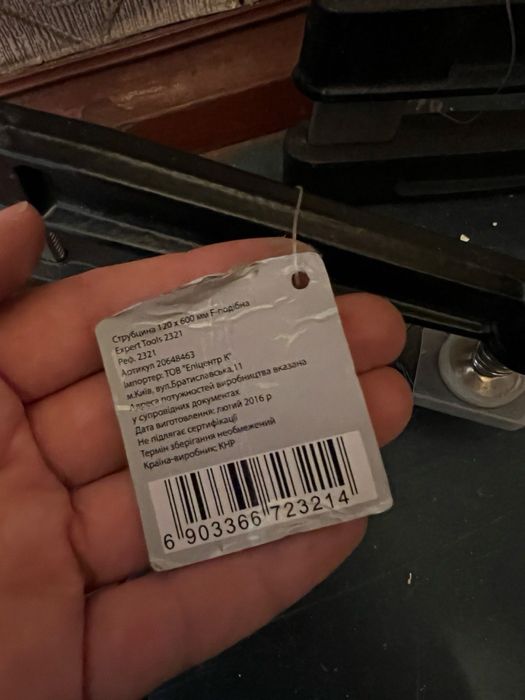 Струбцина 120 x 600 мм F-подібна
Expert Tools 2321
Реф. 2321
Артикул 20648463
Імпортер: ТОВ "Епіцентр К"
м.Київ, вул.Братиславська, 11
Адреса потужностей виробництва вказана
у супровідних документах
Дата виготовлення: лютий 2016 р
Не підлягає сертифікації
Термін зберігання необмежений
Країна-виробник: КНР
6 903366 723214